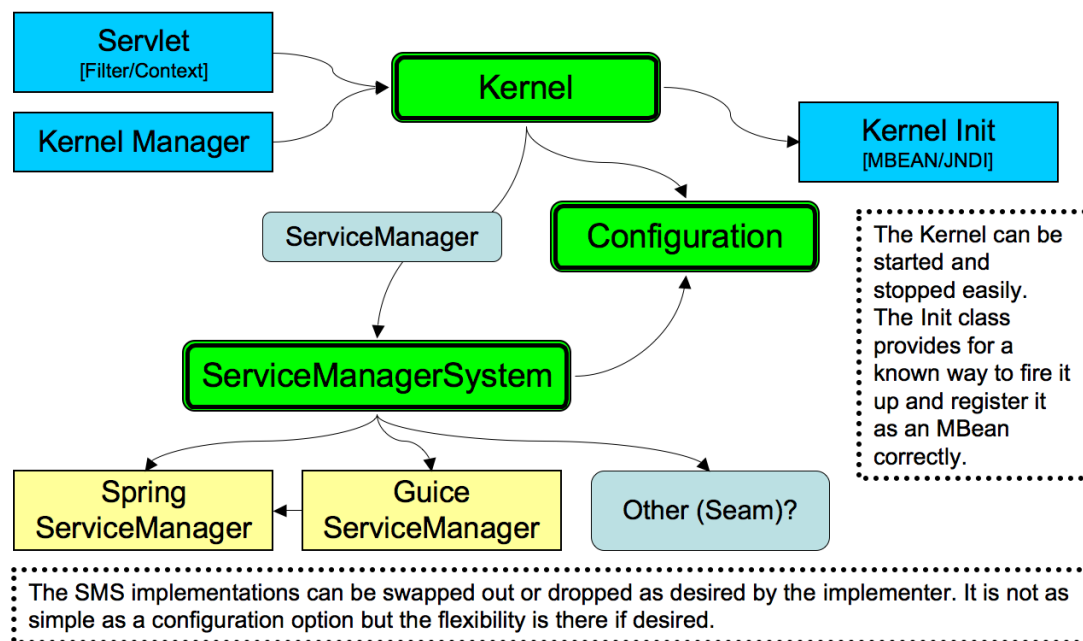 Servlet
[Filter/Context]
Kernel
Kernel Manager
Kernel Init
[MBEAN/JNDI]
ServiceManager
Configuration
The Kernel can be
started and
stopped easily.
The Init class
provides for a
known way to fire it
up and register it
as an MBean
correctly.
ServiceManagerSystem
Spring
ServiceManager
Guice
ServiceManager
Other (Seam)?
The SMS implementations can be swapped out or dropped as desired by the implementer. It is not as
simple as a configuration option but the flexibility is there if desired.